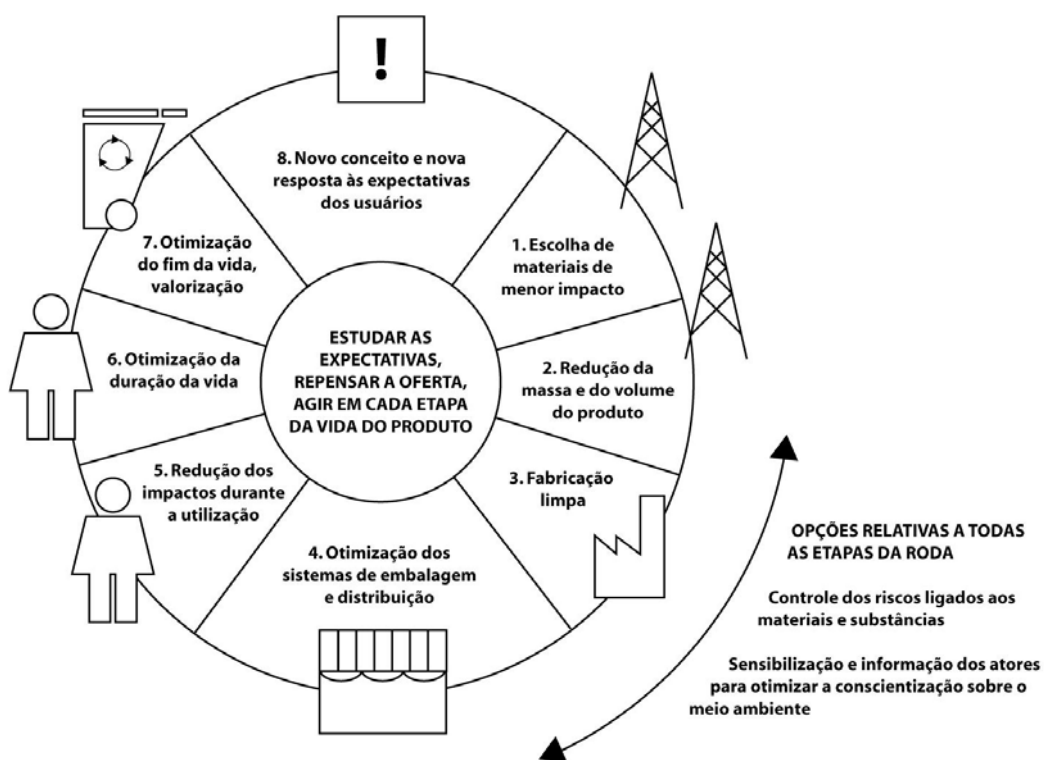 !
8. Novo conceito e nova
resposta às expectativas
dos usuários
1. Escolha de
materiais de
menor impacto
2. Redução da
massa e do volume
do produto
3. Fabricação
limpa
4. Otimização dos
sistemas de embalagem
e distribuição
5. Redução dos
impactos durante
a utilização
6. Otimização da
duração da vida
7. Otimização
do fim da vida,
valorização
ESTUDAR AS
EXPECTATIVAS,
REPENSAR A OFERTA,
AGIR EM CADA ETAPA
DA VIDA DO PRODUTO
OPÇÕES RELATIVAS A TODAS
AS ETAPAS DA RODA
Controle dos riscos ligados aos
materiais e substâncias
Sensibilização e informação dos atores
para otimizar a conscientização sobre o
meio ambiente